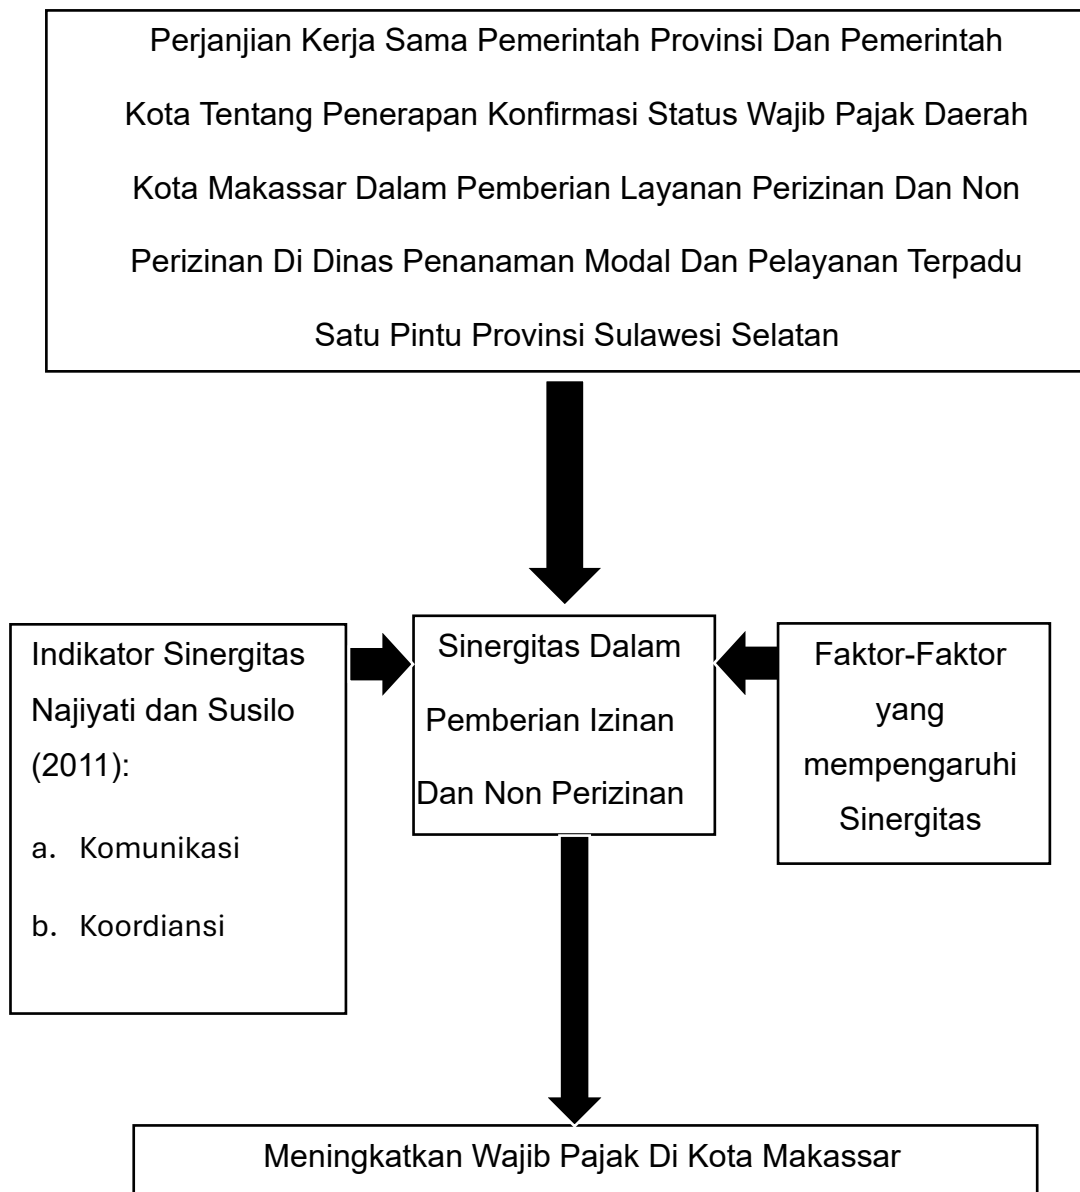 Perjanjian Kerja Sama Pemerintah Provinsi Dan Pemerintah
Kota Tentang Penerapan Konfirmasi Status Wajib Pajak Daerah
Kota Makassar Dalam Pemberian Layanan Perizinan Dan Non
Perizinan Di Dinas Penanaman Modal Dan Pelayanan Terpadu
Satu Pintu Provinsi Sulawesi Selatan
Indikator Sinergitas
Najiyati dan Susilo
(2011):
a. Komunikasi
b. Koordiansi
Sinergitas Dalam
Pemberian Izinan
Dan Non Perizinan
Faktor-Faktor
yang
mempengaruhi
Sinergitas
Meningkatkan Wajib Pajak Di Kota Makassar